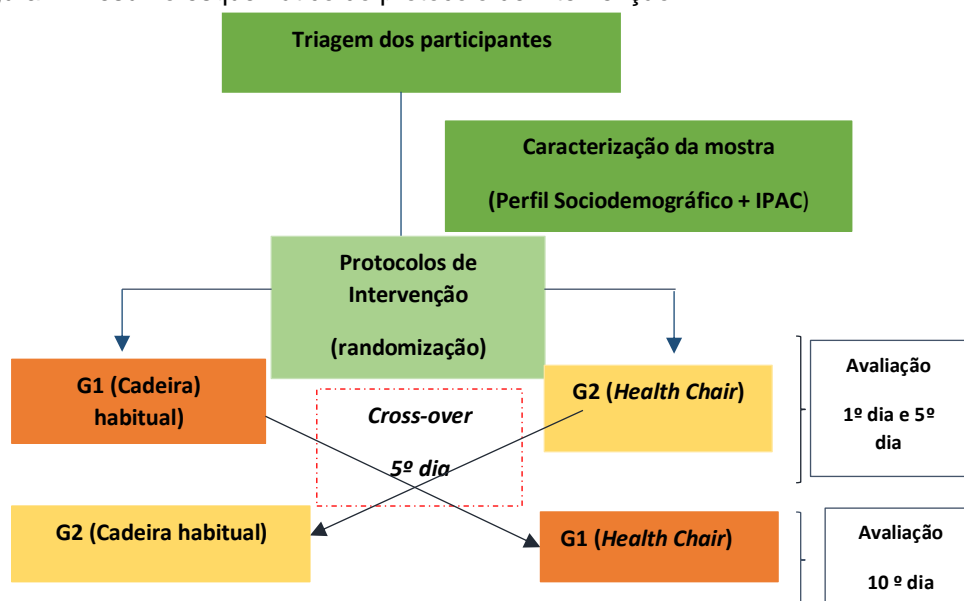 Triagem dos participantes
Caracterização da mostra
(Perfil Sociodemográfico + IPAC)
Protocolos de
Intervenção
(randomização)
G1 (Cadeira)
habitual)
Cross-over
5º dia
G2 (Health Chair)
Avaliação
1º dia e 5º
dia
G2 (Cadeira habitual)
G1 (Health Chair)
Avaliação
10 º dia